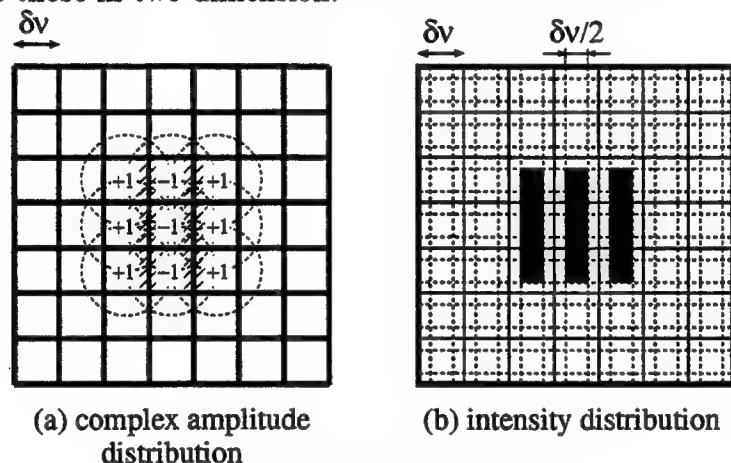 δν
δν
δν/2
+1 −1 +1
+1 −1 +1
+1 −1 +1
(a) complex amplitude
distribution
(b) intensity distribution